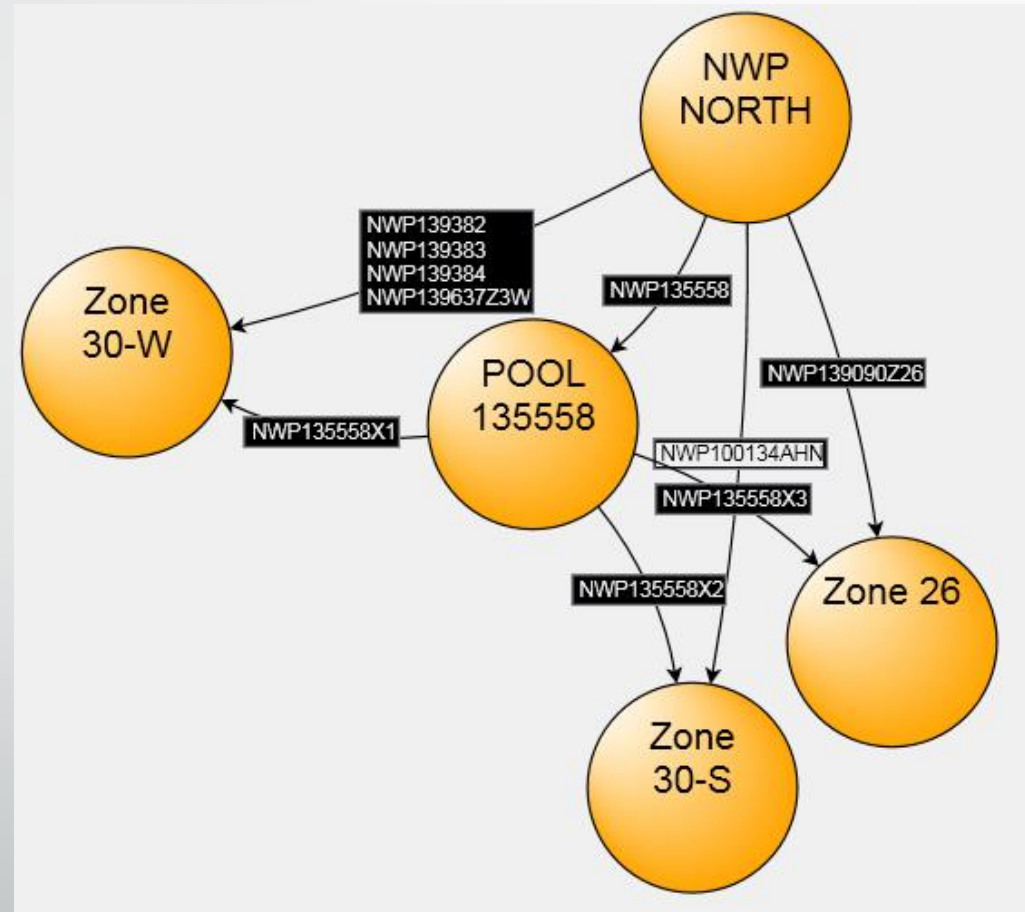 NWP
NORTH
NWP139382
NWP139383
NWP139384
NWP139637Z3W
NWP135558
Zone
30-W
POOL
135558
NWP139090Z26
NWP135558X1
NWP100134AHN
NWP135558X3
NWP135558X2
Zone 26
Zone
30-S